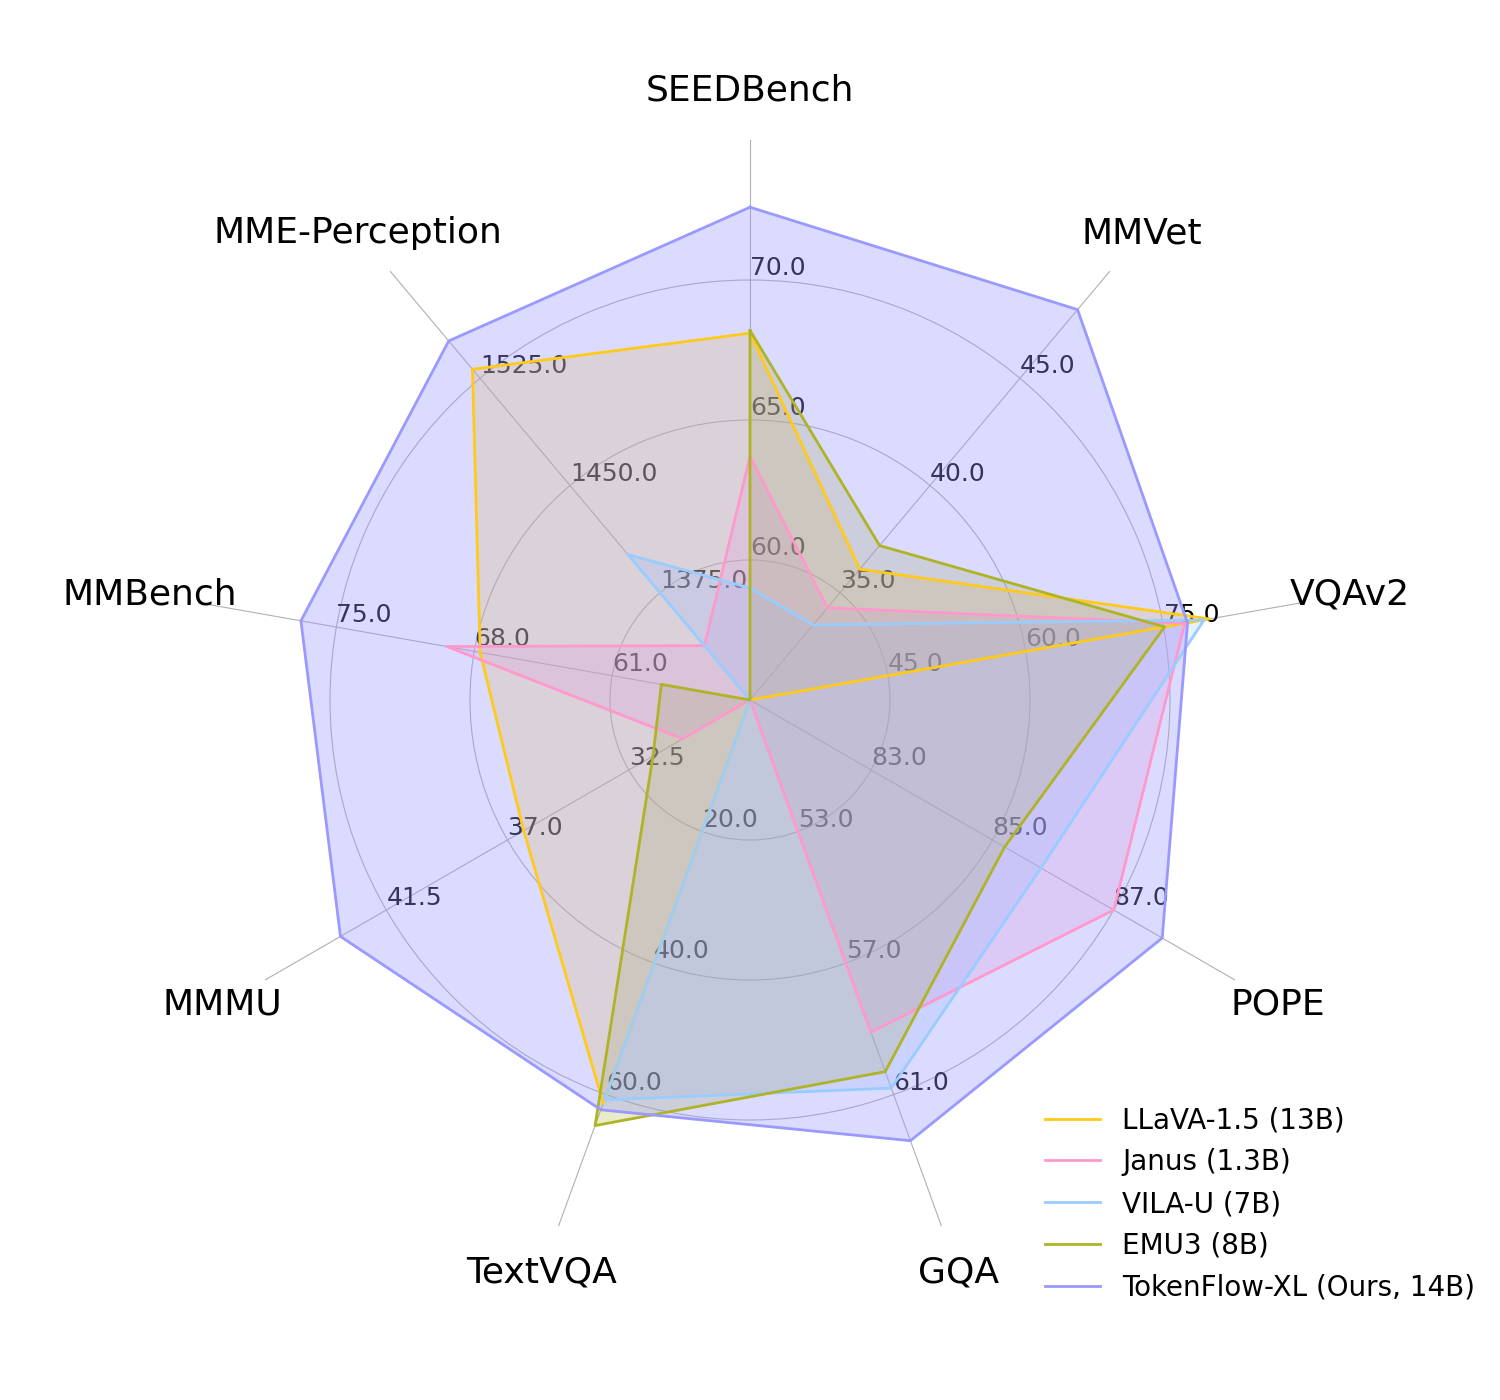 SEEDBench
MME-Perception
MMVet
70.0
1525.0
45.0
65.0
1450.0
40.0
60.0
1375.0
35.0
MMBench
VQAv2
75.0
68.0
61.0
45.0
60.0
75.0
32.5
83.0
37.0
20.0
53.0
85.0
41.5
87.0
40.0
57.0
MMMU
POPE
60.0
61.0
TextVQA
GQA
LLaVA-1.5 (13B)
Janus (1.3B)
VILA-U (7B)
EMU3 (8B)
TokenFlow-XL (Ours, 14B)